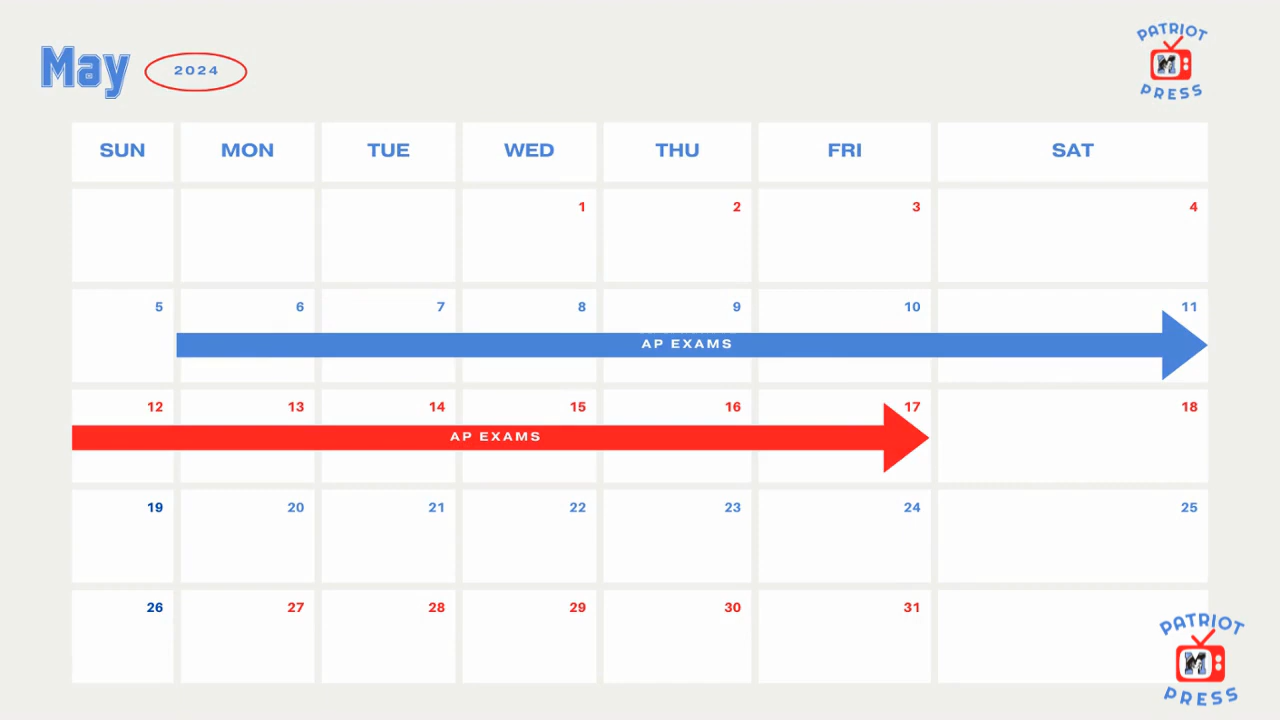 PATRIOT
May 2024
M
PRESS
SUN MON TUE WED THU FRI SAT
1 2 3 4
5 6 7 8 9 10 11
AP EXAMS
12 13 14 15 16 17 18
AP EXAMS
19 20 21 22 23 24 25
26 27 28 29 30 31
PATRIOT
M
PRESS